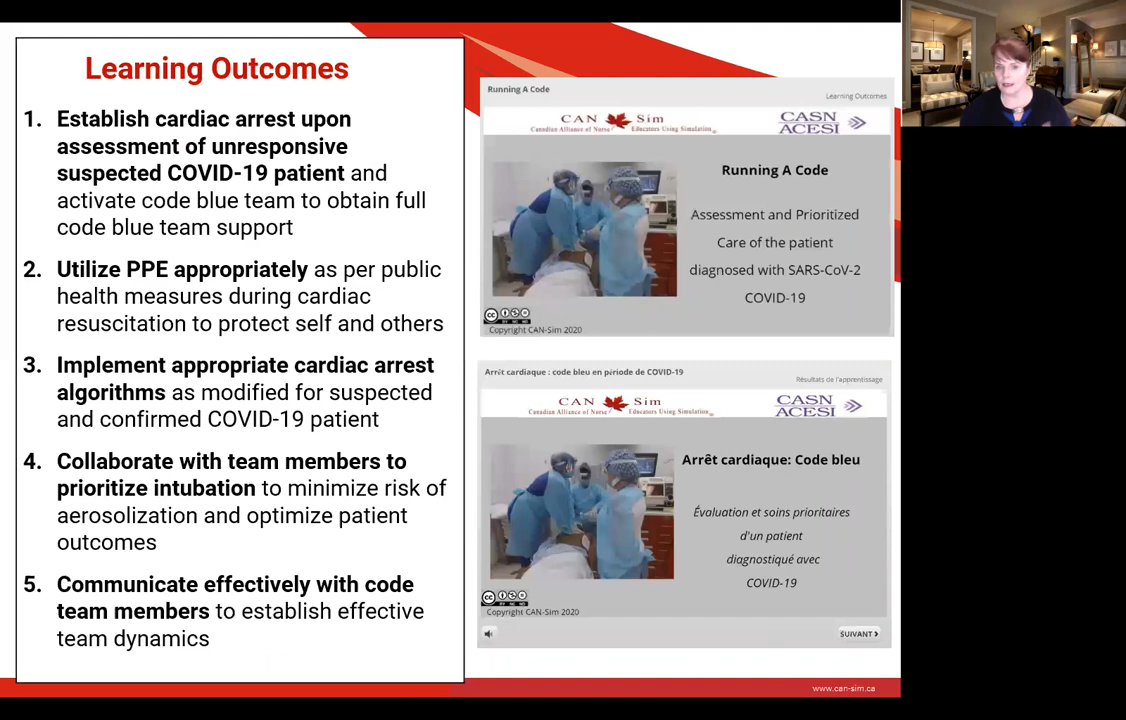 Learning Outcomes
1. Establish cardiac arrest upon
assessment of unresponsive
suspected COVID-19 patient and
activate code blue team to obtain full
code blue team support
2. Utilize PPE appropriately as per public
health measures during cardiac
resuscitation to protect self and others
3. Implement appropriate cardiac arrest
algorithms as modified for suspected
and confirmed COVID-19 patient
4. Collaborate with team members to
prioritize intubation to minimize risk of
aerosolization and optimize patient
outcomes
5. Communicate effectively with code
team members to establish effective
team dynamics
Running A Code
Learning Outcomes
CAN Sim
Canadian Alliance of Nurse Educators Using Simulation
CASN
ACESI
Running A Code
Assessment and Prioritized
Care of the patient
diagnosed with SARS-CoV-2
COVID-19
cc
BY NC ND
Copyright CAN-Sim 2020
Arrêt cardiaque : code bleu en période de COVID-19
Résultats de l'apprentissage
CAN Sim
Canadian Alliance of Nurse Educators Using Simulation
CASN
ACESI
Arrêt cardiaque: Code bleu
Évaluation et soins prioritaires
d'un patient
diagnostiqué avec
COVID-19
cc
BY NC ND
Copyright CAN-Sim 2020
SUIVANT
www.can-sim.ca